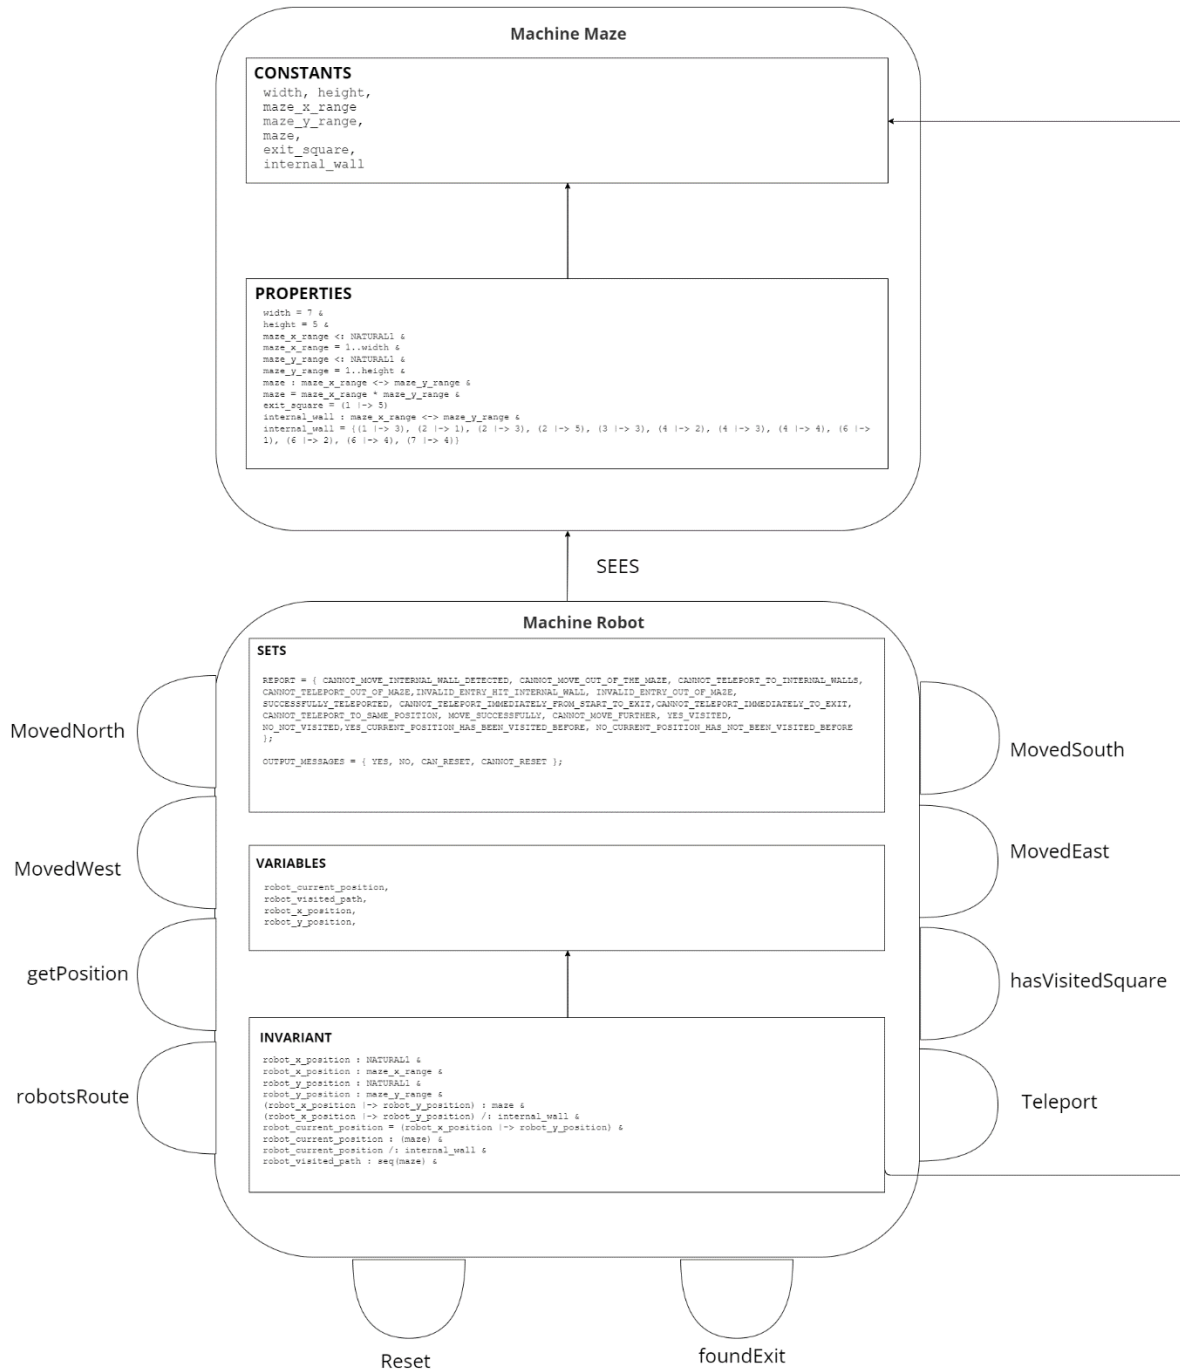 Machine Maze
CONSTANTS
width, height,
maze_x_range
maze_y_range,
maze,
exit_square,
internal_wall
PROPERTIES
width = 7 &
height = 5 &
maze_x_range <: NATURAL1 &
maze_x_range = 1..width &
maze_y_range <: NATURAL1 &
maze_y_range = 1..height &
maze : maze_x_range <-> maze_y_range &
maze = maze_x_range * maze_y_range &
exit_square = (1 |-> 5)
internal_wall : maze_x_range <-> maze_y_range &
internal_wall = {(1 |-> 3), (2 |-> 1), (2 |-> 3), (2 |-> 5), (3 |-> 3), (4 |-> 2), (4 |-> 3), (4 |-> 4), (6 |->
1), (6 |-> 2), (6 |-> 4), (7 |-> 4)}
SEES
Machine Robot
SETS
REPORT = { CANNOT_MOVE_INTERNAL_WALL_DETECTED, CANNOT_MOVE_OUT_OF_THE_MAZE, CANNOT_TELEPORT_TO_INTERNAL_WALLS,
CANNOT_TELEPORT_OUT_OF_MAZE,INVALID_ENTRY_HIT_INTERNAL_WALL, INVALID_ENTRY_OUT_OF_MAZE,
SUCCESSFULLY_TELEPORTED, CANNOT_TELEPORT_IMMEDIATELY_FROM_START_TO_EXIT,CANNOT_TELEPORT_IMMEDIATELY_TO_EXIT,
CANNOT_TELEPORT_TO_SAME_POSITION, MOVE_SUCCESSFULLY, CANNOT_MOVE_FURTHER, YES_VISITED,
NO_NOT_VISITED,YES_CURRENT_POSITION_HAS_BEEN_VISITED_BEFORE, NO_CURRENT_POSITION_HAS_NOT_BEEN_VISITED_BEFORE
};
OUTPUT_MESSAGES = { YES, NO, CAN_RESET, CANNOT_RESET };
VARIABLES
robot_current_position,
robot_visited_path,
robot_x_position,
robot_y_position,
INVARIANT
robot_x_position : NATURAL1 &
robot_x_position : maze_x_range &
robot_y_position : NATURAL1 &
robot_y_position : maze_y_range &
(robot_x_position |-> robot_y_position) : maze &
(robot_x_position |-> robot_y_position) /: internal_wall &
robot_current_position = (robot_x_position |-> robot_y_position) &
robot_current_position : (maze) &
robot_current_position /: internal_wall &
robot_visited_path : seq(maze) &
MovedNorth
MovedWest
getPosition
robotsRoute
MovedSouth
MovedEast
hasVisitedSquare
Teleport
Reset
foundExit